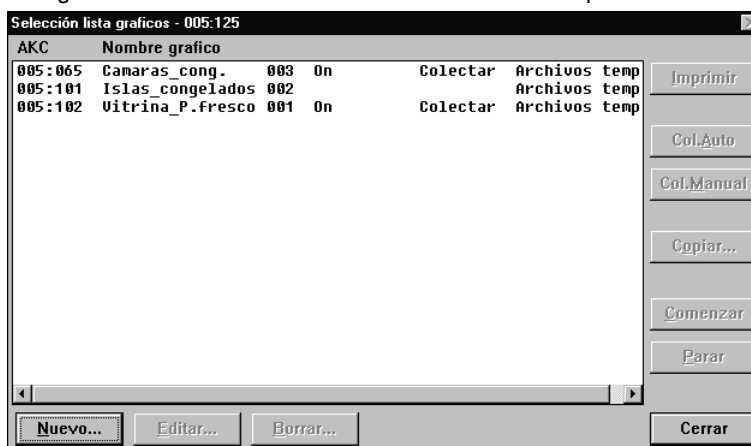 Selección lista graficos - 005:125
AKC Nombre grafico
005:065 Camaras_cong. 003 On Colectar Archivos temp
005:101 Islas_congelados 002 Archivos temp
005:102 Vitrina_P.fresco 001 On Colectar Archivos temp
Imprimir
Col.Auto
Col.Manual
Copiar...
Comenzar
Parar
Nuevo... Editar... Borrar... Cerrar